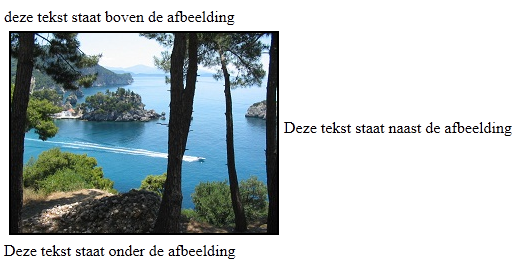 deze tekst staat boven de afbeelding
Deze tekst staat naast de afbeelding
Deze tekst staat onder de afbeelding